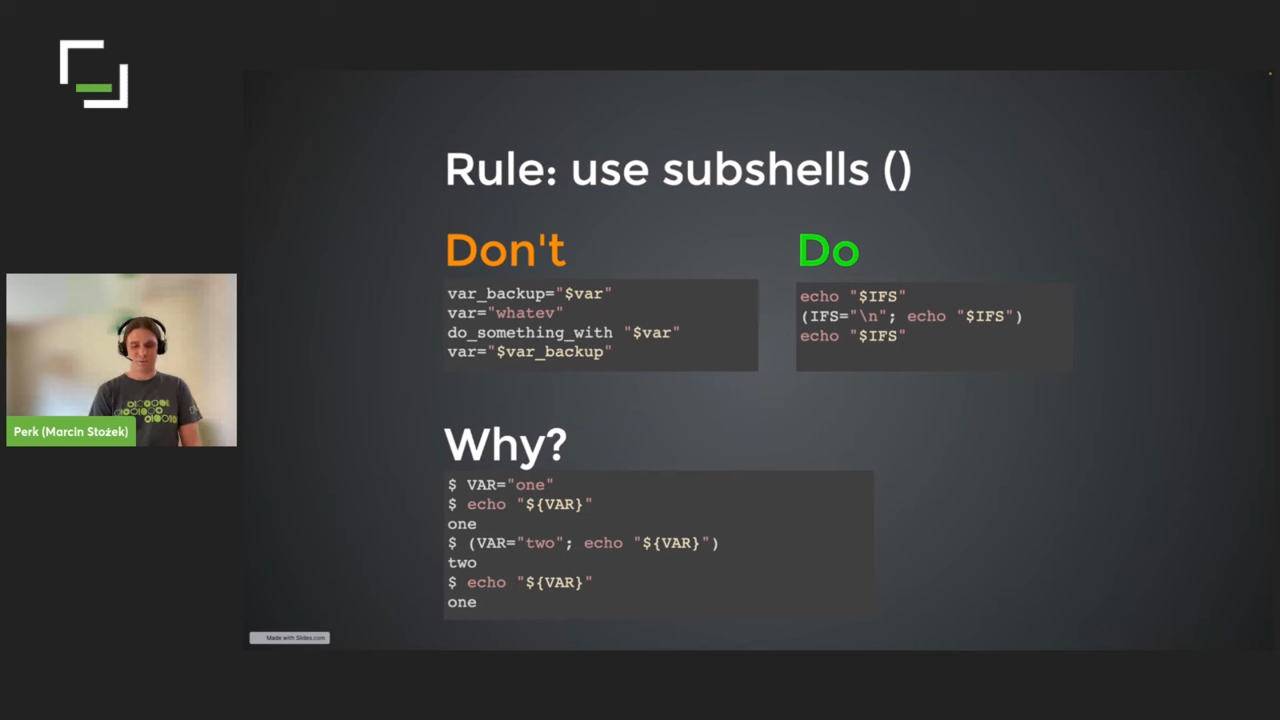 Rule: use subshells ()
Don't
var_backup="$var"
var="whatev"
do_something_with "$var"
var="$var_backup"
Do
echo "$IFS"
(IFS="\n"; echo "$IFS")
echo "$IFS"
Why?
$ VAR="one"
$ echo "${VAR}"
one
$ (VAR="two"; echo "${VAR}")
two
$ echo "${VAR}"
one
Perk (Marcin Stożek)
Made with Slides.com